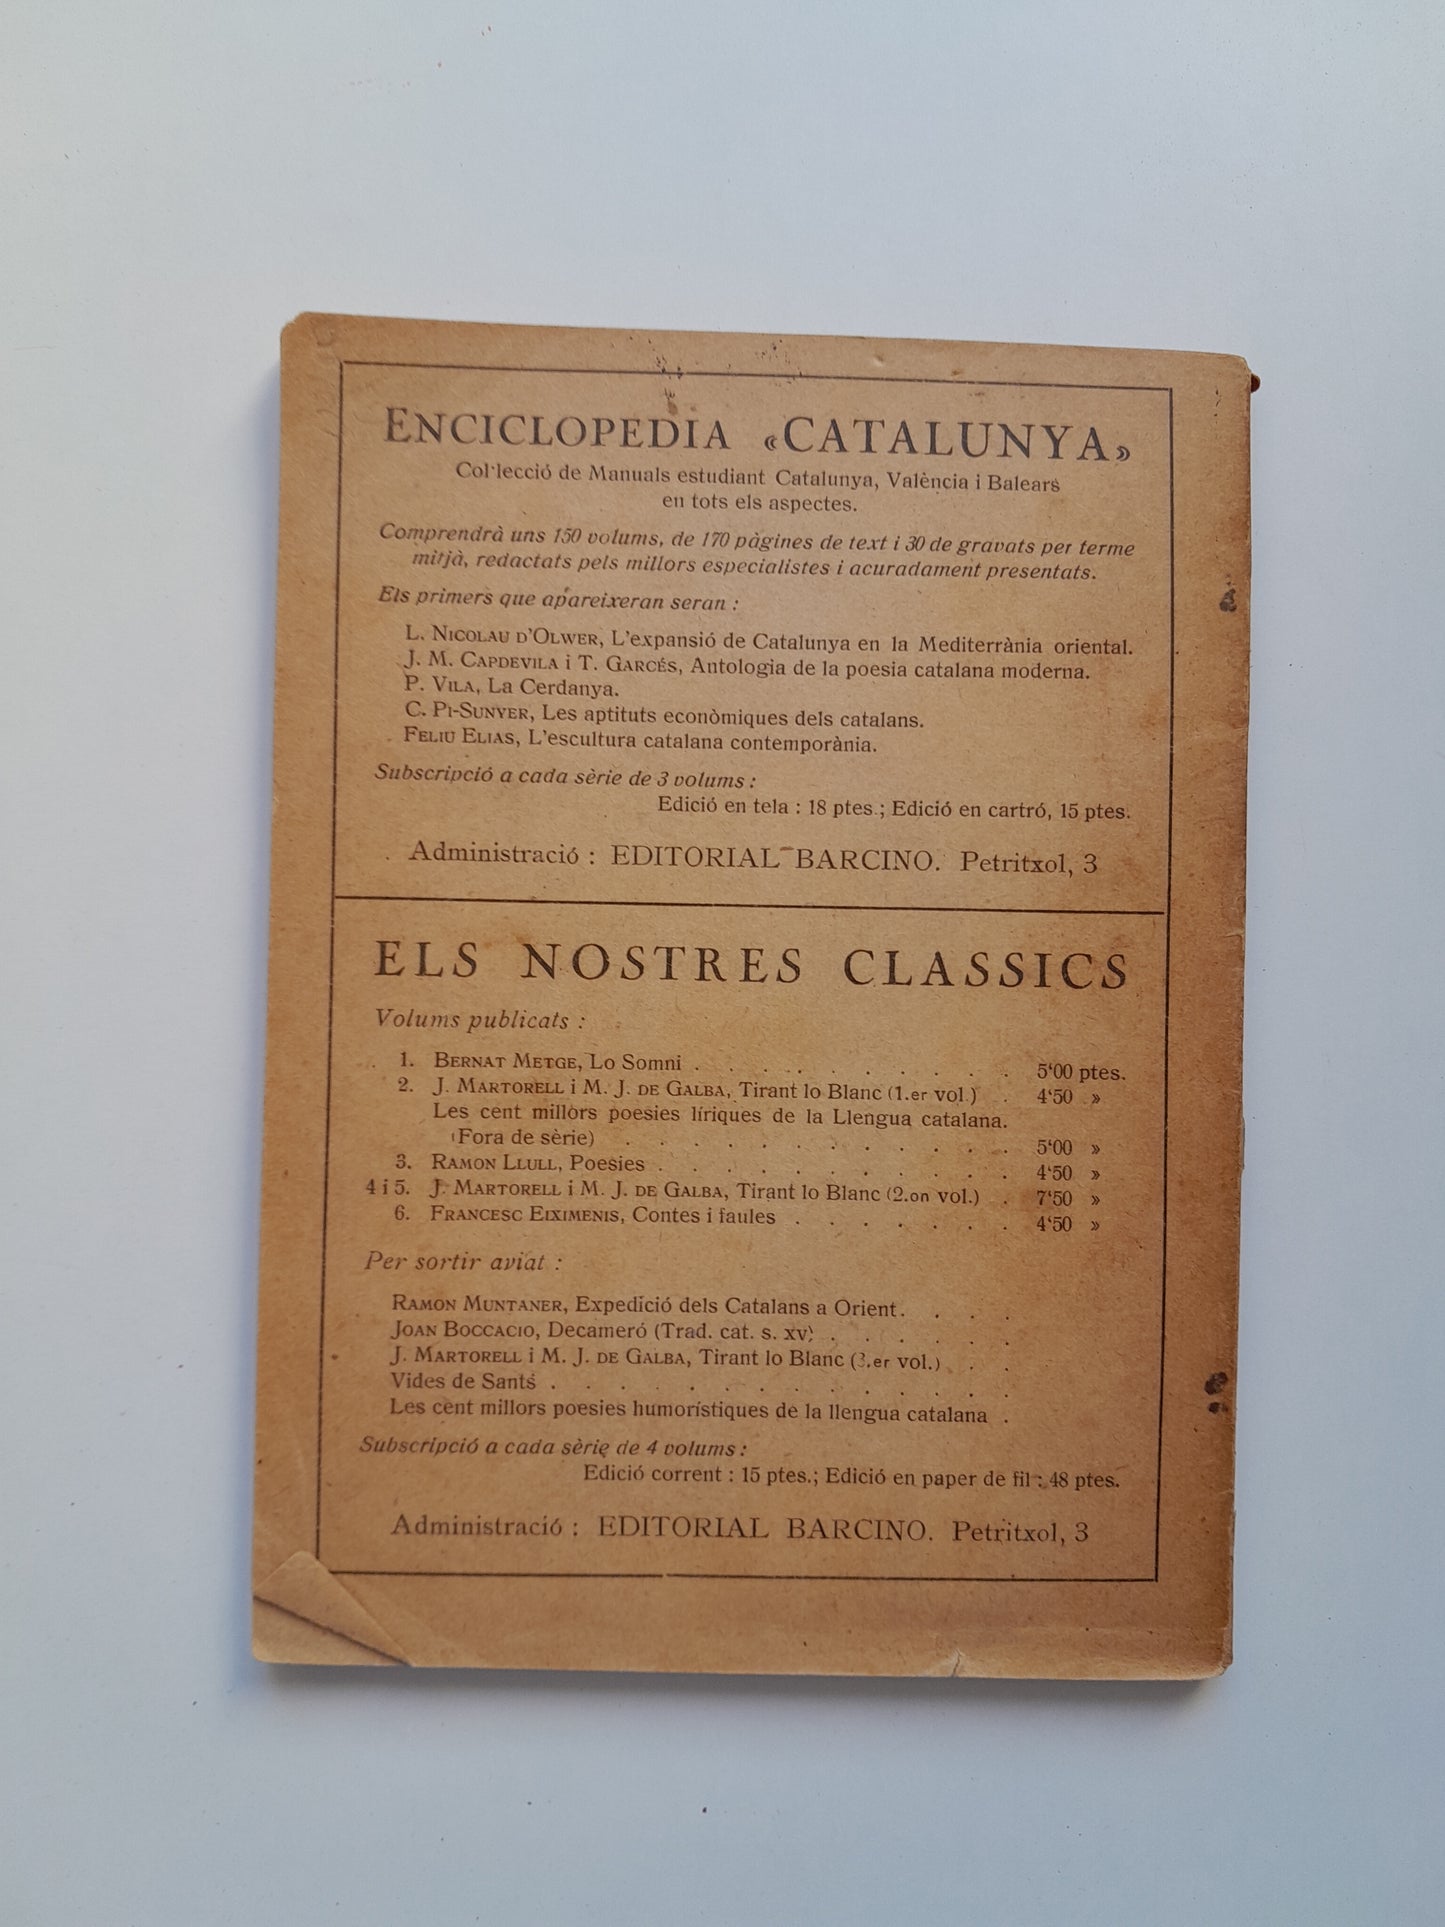 ENCICLOPEDIA «CATALUNYA»
Col·lecció de Manuals estudiant Catalunya, València i Balears
en tots els aspectes.
Comprendrà uns 150 volums, de 170 pàgines de text i 30 de gravats per terme
mitjà, redactats pels millors especialistes i acuradament presentats.
Els primers que apareixeran seran :
L. NICOLAU D'OLWER, L'expansió de Catalunya en la Mediterrània oriental.
J. M. CAPDEVILA i T. GARCÉS, Antologia de la poesia catalana moderna.
P. VILA, La Cerdanya.
C. PI-SUNYER, Les aptituts econòmiques dels catalans.
FELIU ELIAS, L'escultura catalana contemporània.
Subscripció a cada sèrie de 3 volums :
Edició en tela : 18 ptes.; Edició en cartró, 15 ptes.
Administració : EDITORIAL BARCINO. Petritxol, 3
ELS NOSTRES CLASSICS
Volums publicats :
1. BERNAT METGE, Lo Somni . . . . . . . . . . 5'00 ptes.
2. J. MARTORELL i M. J. DE GALBA, Tirant lo Blanc (1.er vol.) . 4'50 »
Les cent millors poesies líriques de la Llengua catalana.
(Fora de sèrie) . . . . . . . . . . . . 5'00 »
3. RAMON LLULL, Poesies . . . . . . . . . . . 4'50 »
4 i 5. J. MARTORELL i M. J. DE GALBA, Tirant lo Blanc (2.on vol.) . 7'50 »
6. FRANCESC EIXIMENIS, Contes i faules . . . . . . . 4'50 »
Per sortir aviat :
RAMON MUNTANER, Expedició dels Catalans a Orient. . . .
JOAN BOCCACIO, Decameró (Trad. cat. s. XV) . . . . . .
J. MARTORELL i M. J. DE GALBA, Tirant lo Blanc (3.er vol.) . .
Vides de Sants . . . . . . . . . . . . . .
Les cent millors poesies humorístiques de la llengua catalana .
Subscripció a cada sèrie de 4 volums :
Edició corrent : 15 ptes.; Edició en paper de fil : 48 ptes.
Administració : EDITORIAL BARCINO. Petritxol, 3